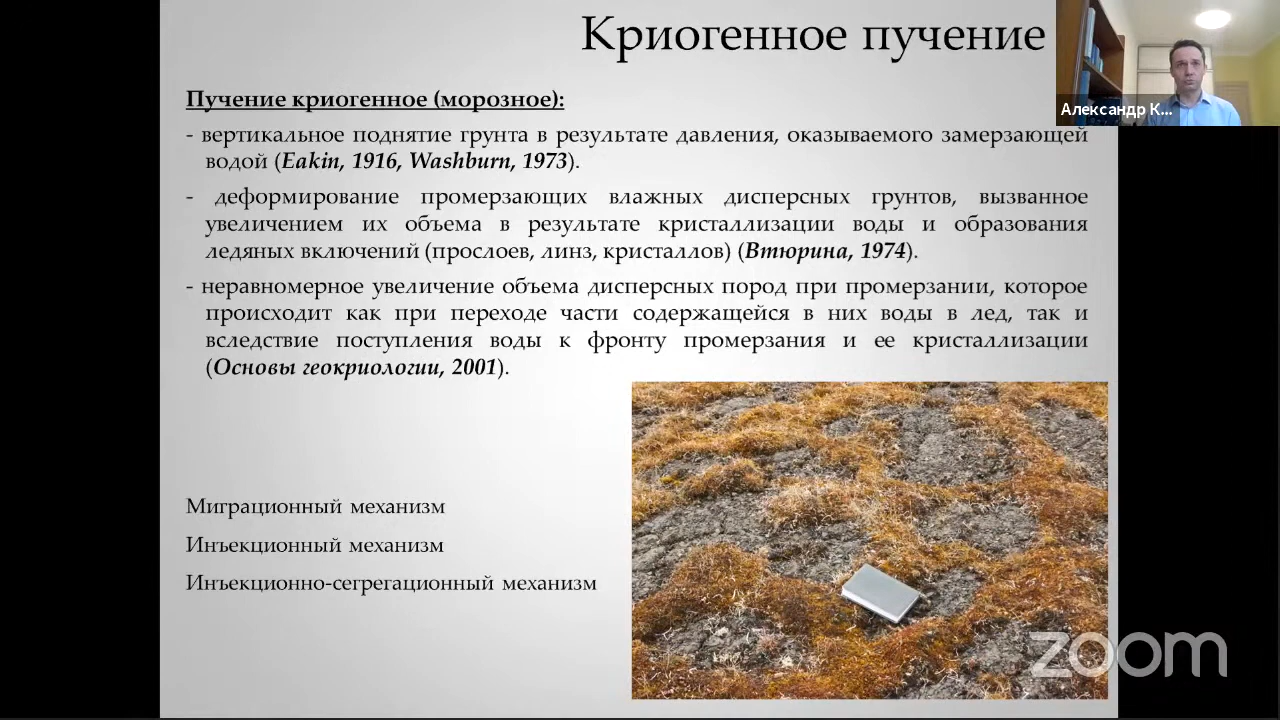 Криогенное пучение
Александр К...
Пучение криогенное (морозное):
- вертикальное поднятие грунта в результате давления, оказываемого замерзающей
водой (Eakin, 1916, Washburn, 1973).
- деформирование промерзающих влажных дисперсных грунтов, вызванное
увеличением их объема в результате кристаллизации воды и образования
ледяных включений (прослоев, линз, кристаллов) (Втюрина, 1974).
- неравномерное увеличение объема дисперсных пород при промерзании, которое
происходит как при переходе части содержащейся в них воды в лед, так и
вследствие поступления воды к фронту промерзания и ее кристаллизации
(Основы геокриологии, 2001).
Миграционный механизм
Инъекционный механизм
Инъекционно-сегрегационный механизм
zoom